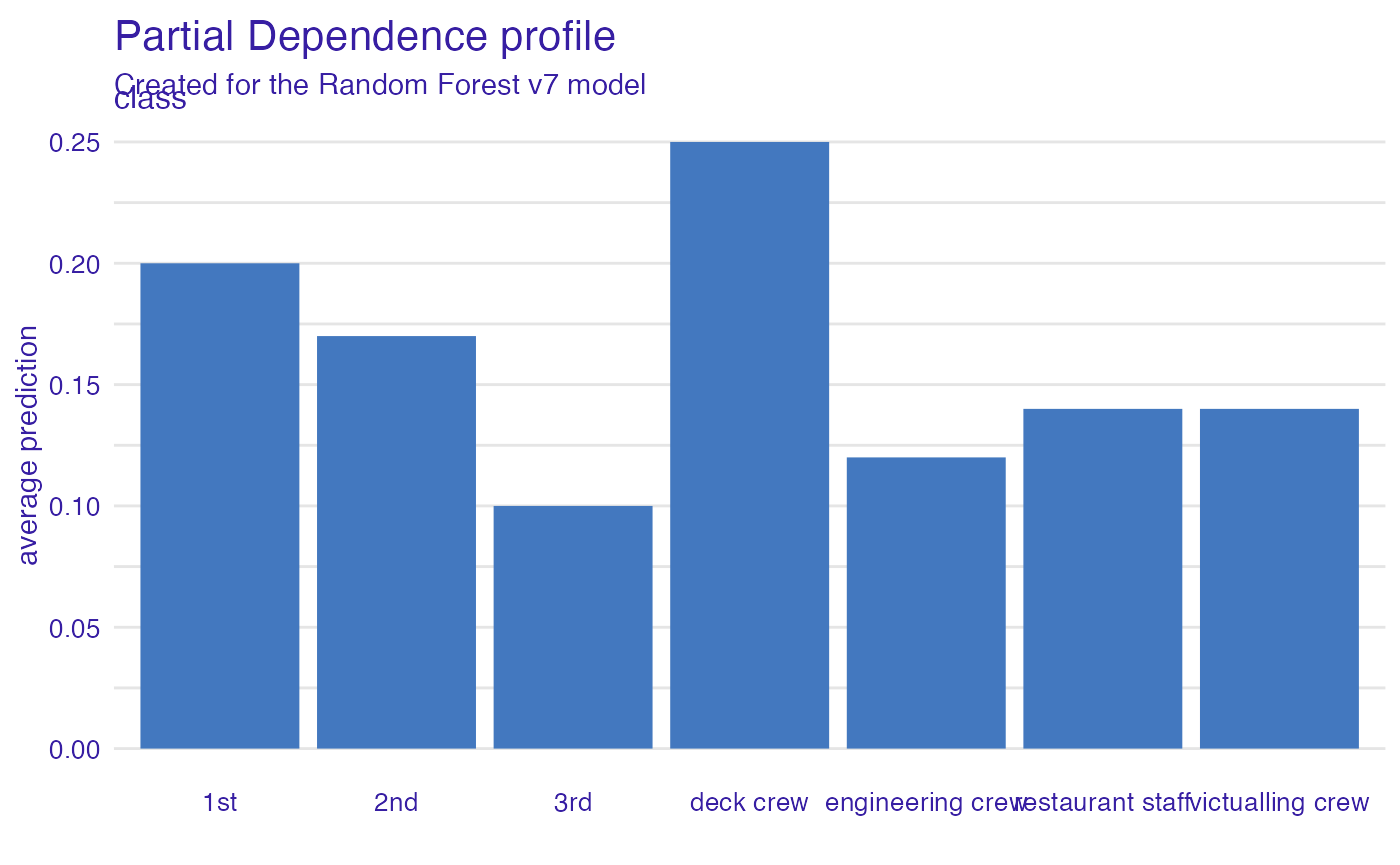 Partial Dependence profile
Created for the Random Forest v7 model
class
average prediction
0.25
0.20
0.15
0.10
0.05
0.00
1st 2nd 3rd deck crew engineering crew restaurant staff victualling crew